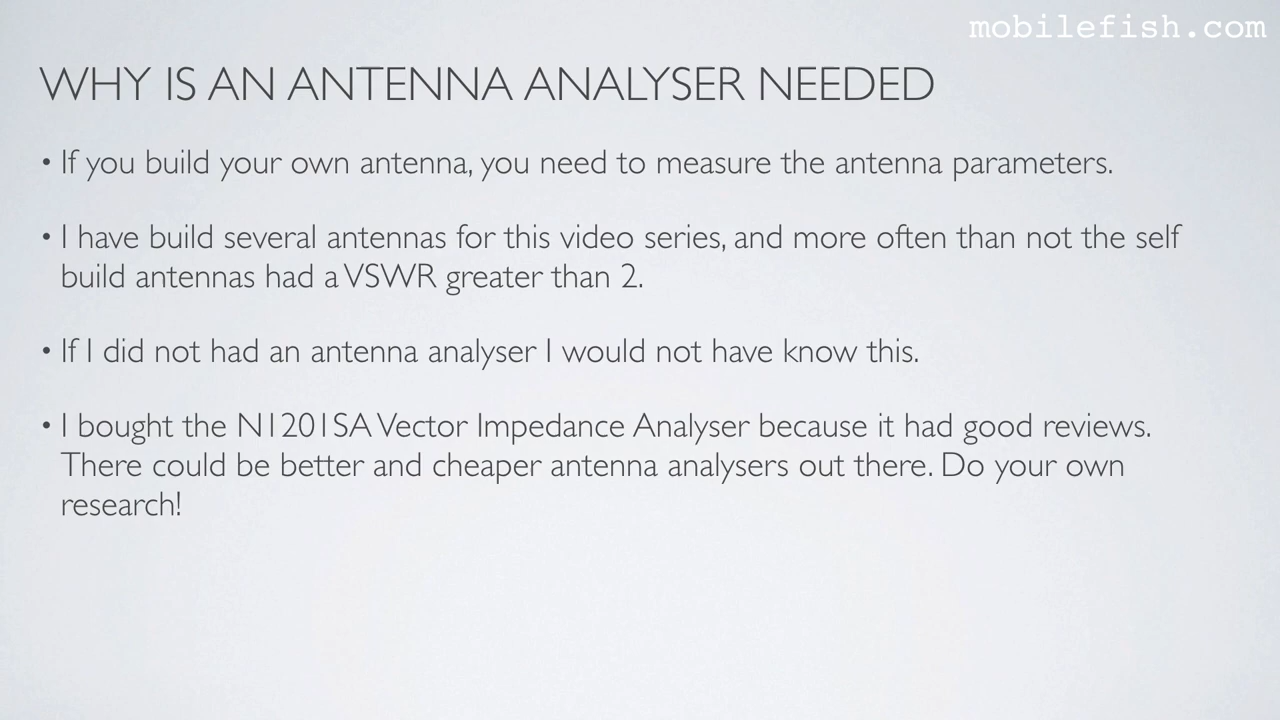 mobilefish.com
WHY IS AN ANTENNA ANALYSER NEEDED
• If you build your own antenna, you need to measure the antenna parameters.
• I have build several antennas for this video series, and more often than not the self
build antennas had a VSWR greater than 2.
• If I did not had an antenna analyser I would not have know this.
• I bought the N1201SA Vector Impedance Analyser because it had good reviews.
There could be better and cheaper antenna analysers out there. Do your own
research!